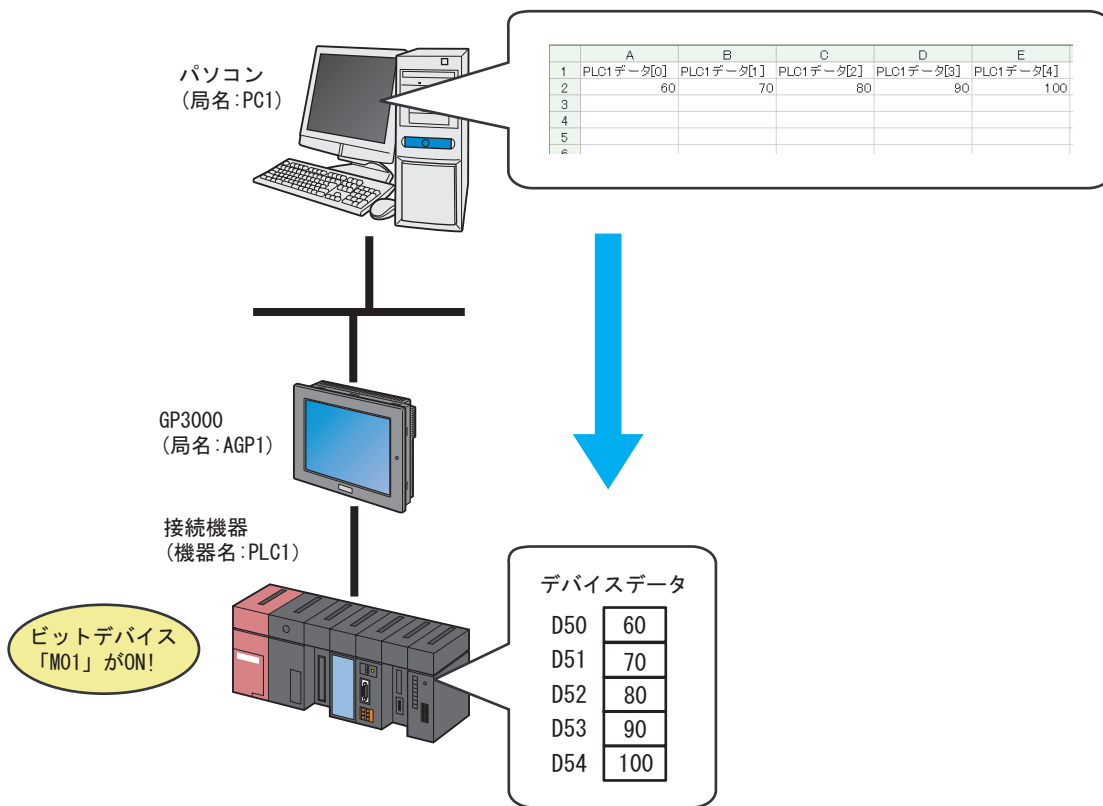 パソコン
(局名:PC1)
A B C D E
1 PLC1データ[0] PLC1データ[1] PLC1データ[2] PLC1データ[3] PLC1データ[4]
2 60 70 80 90 100
3
4
5
6
GP3000
(局名:AGP1)
接続機器
(機器名:PLC1)
ビットデバイス
「M01」がON!
デバイスデータ
D50 60
D51 70
D52 80
D53 90
D54 100